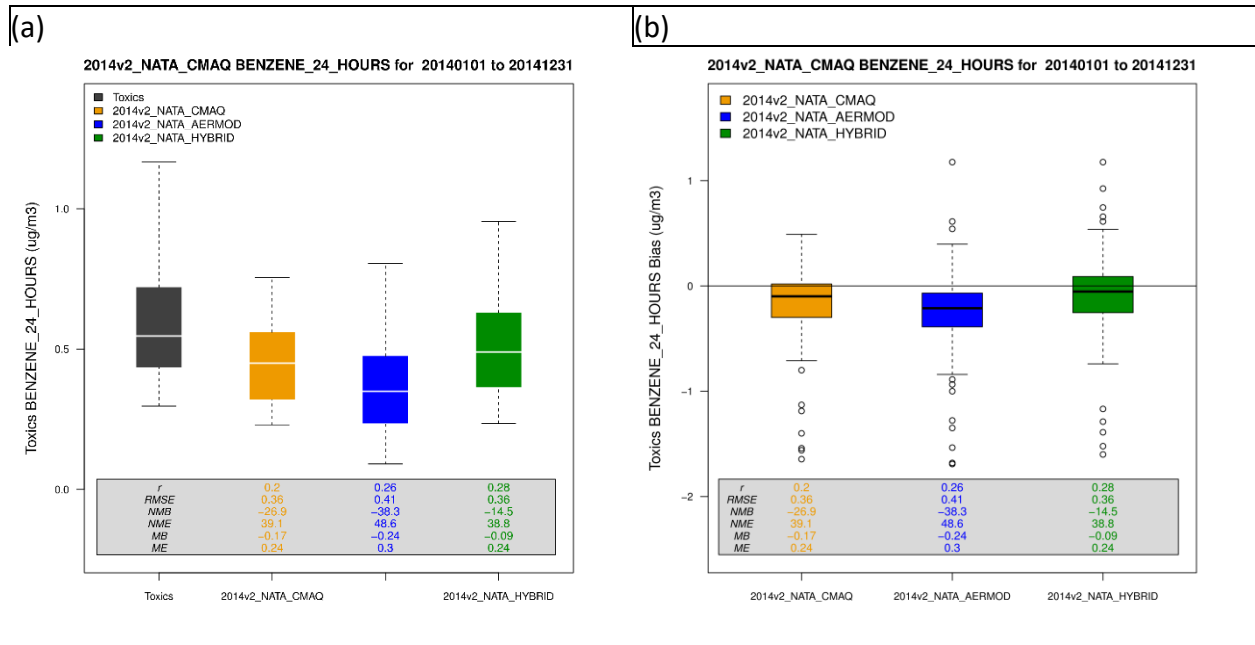 (a)
2014v2_NATA_CMAQ BENZENE_24_HOURS for 20140101 to 20141231
Toxics
2014v2_NATA_CMAQ
2014v2_NATA_AERMOD
2014v2_NATA_HYBRID
Toxics BENZENE_24_HOURS (ug/m3)
1.0
0.5
0.0
r 0.2 0.26 0.28
RMSE 0.36 0.41 0.36
NMB −26.9 −38.3 −14.5
NME 39.1 48.6 38.8
MB −0.17 −0.24 −0.09
ME 0.24 0.3 0.24
Toxics 2014v2_NATA_CMAQ 2014v2_NATA_HYBRID
(b)
2014v2_NATA_CMAQ BENZENE_24_HOURS for 20140101 to 20141231
2014v2_NATA_CMAQ
2014v2_NATA_AERMOD
2014v2_NATA_HYBRID
Toxics BENZENE_24_HOURS Bias (ug/m3)
1
0
−1
−2
r 0.2 0.26 0.28
RMSE 0.36 0.41 0.36
NMB −26.9 −38.3 −14.5
NME 39.1 48.6 38.8
MB −0.17 −0.24 −0.09
ME 0.24 0.3 0.24
2014v2_NATA_CMAQ 2014v2_NATA_AERMOD 2014v2_NATA_HYBRID